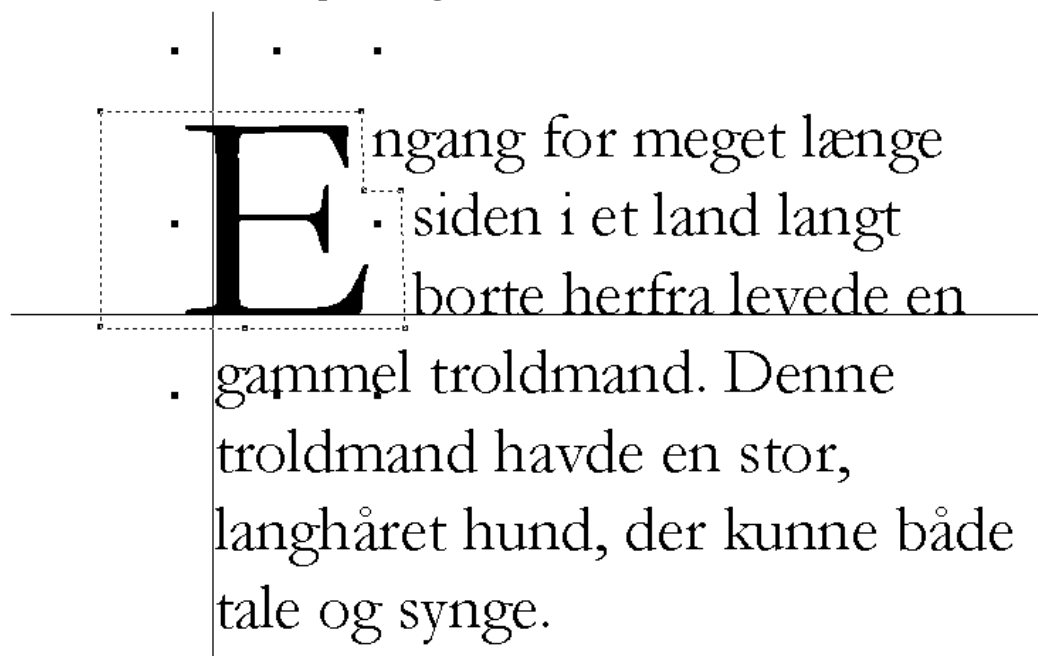 Engang for meget længe
siden i et land langt
borte herfra levede en
gammel troldmand. Denne
troldmand havde en stor,
langhåret hund, der kunne både
tale og synge.